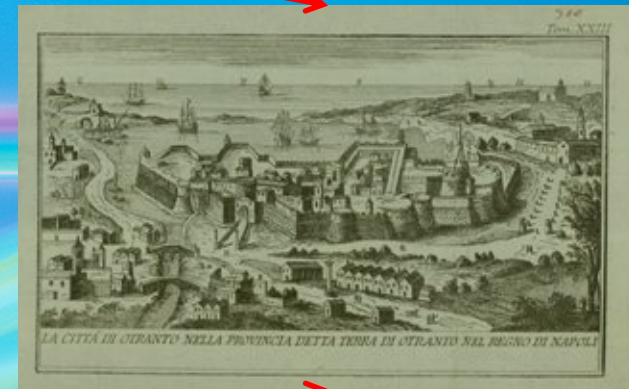 Tom. XXIII
LA CITTÀ DI OTRANTO NELLA PROVINCIA DETTA TERRA DI OTRANTO NEL REGNO DI NAPOLI